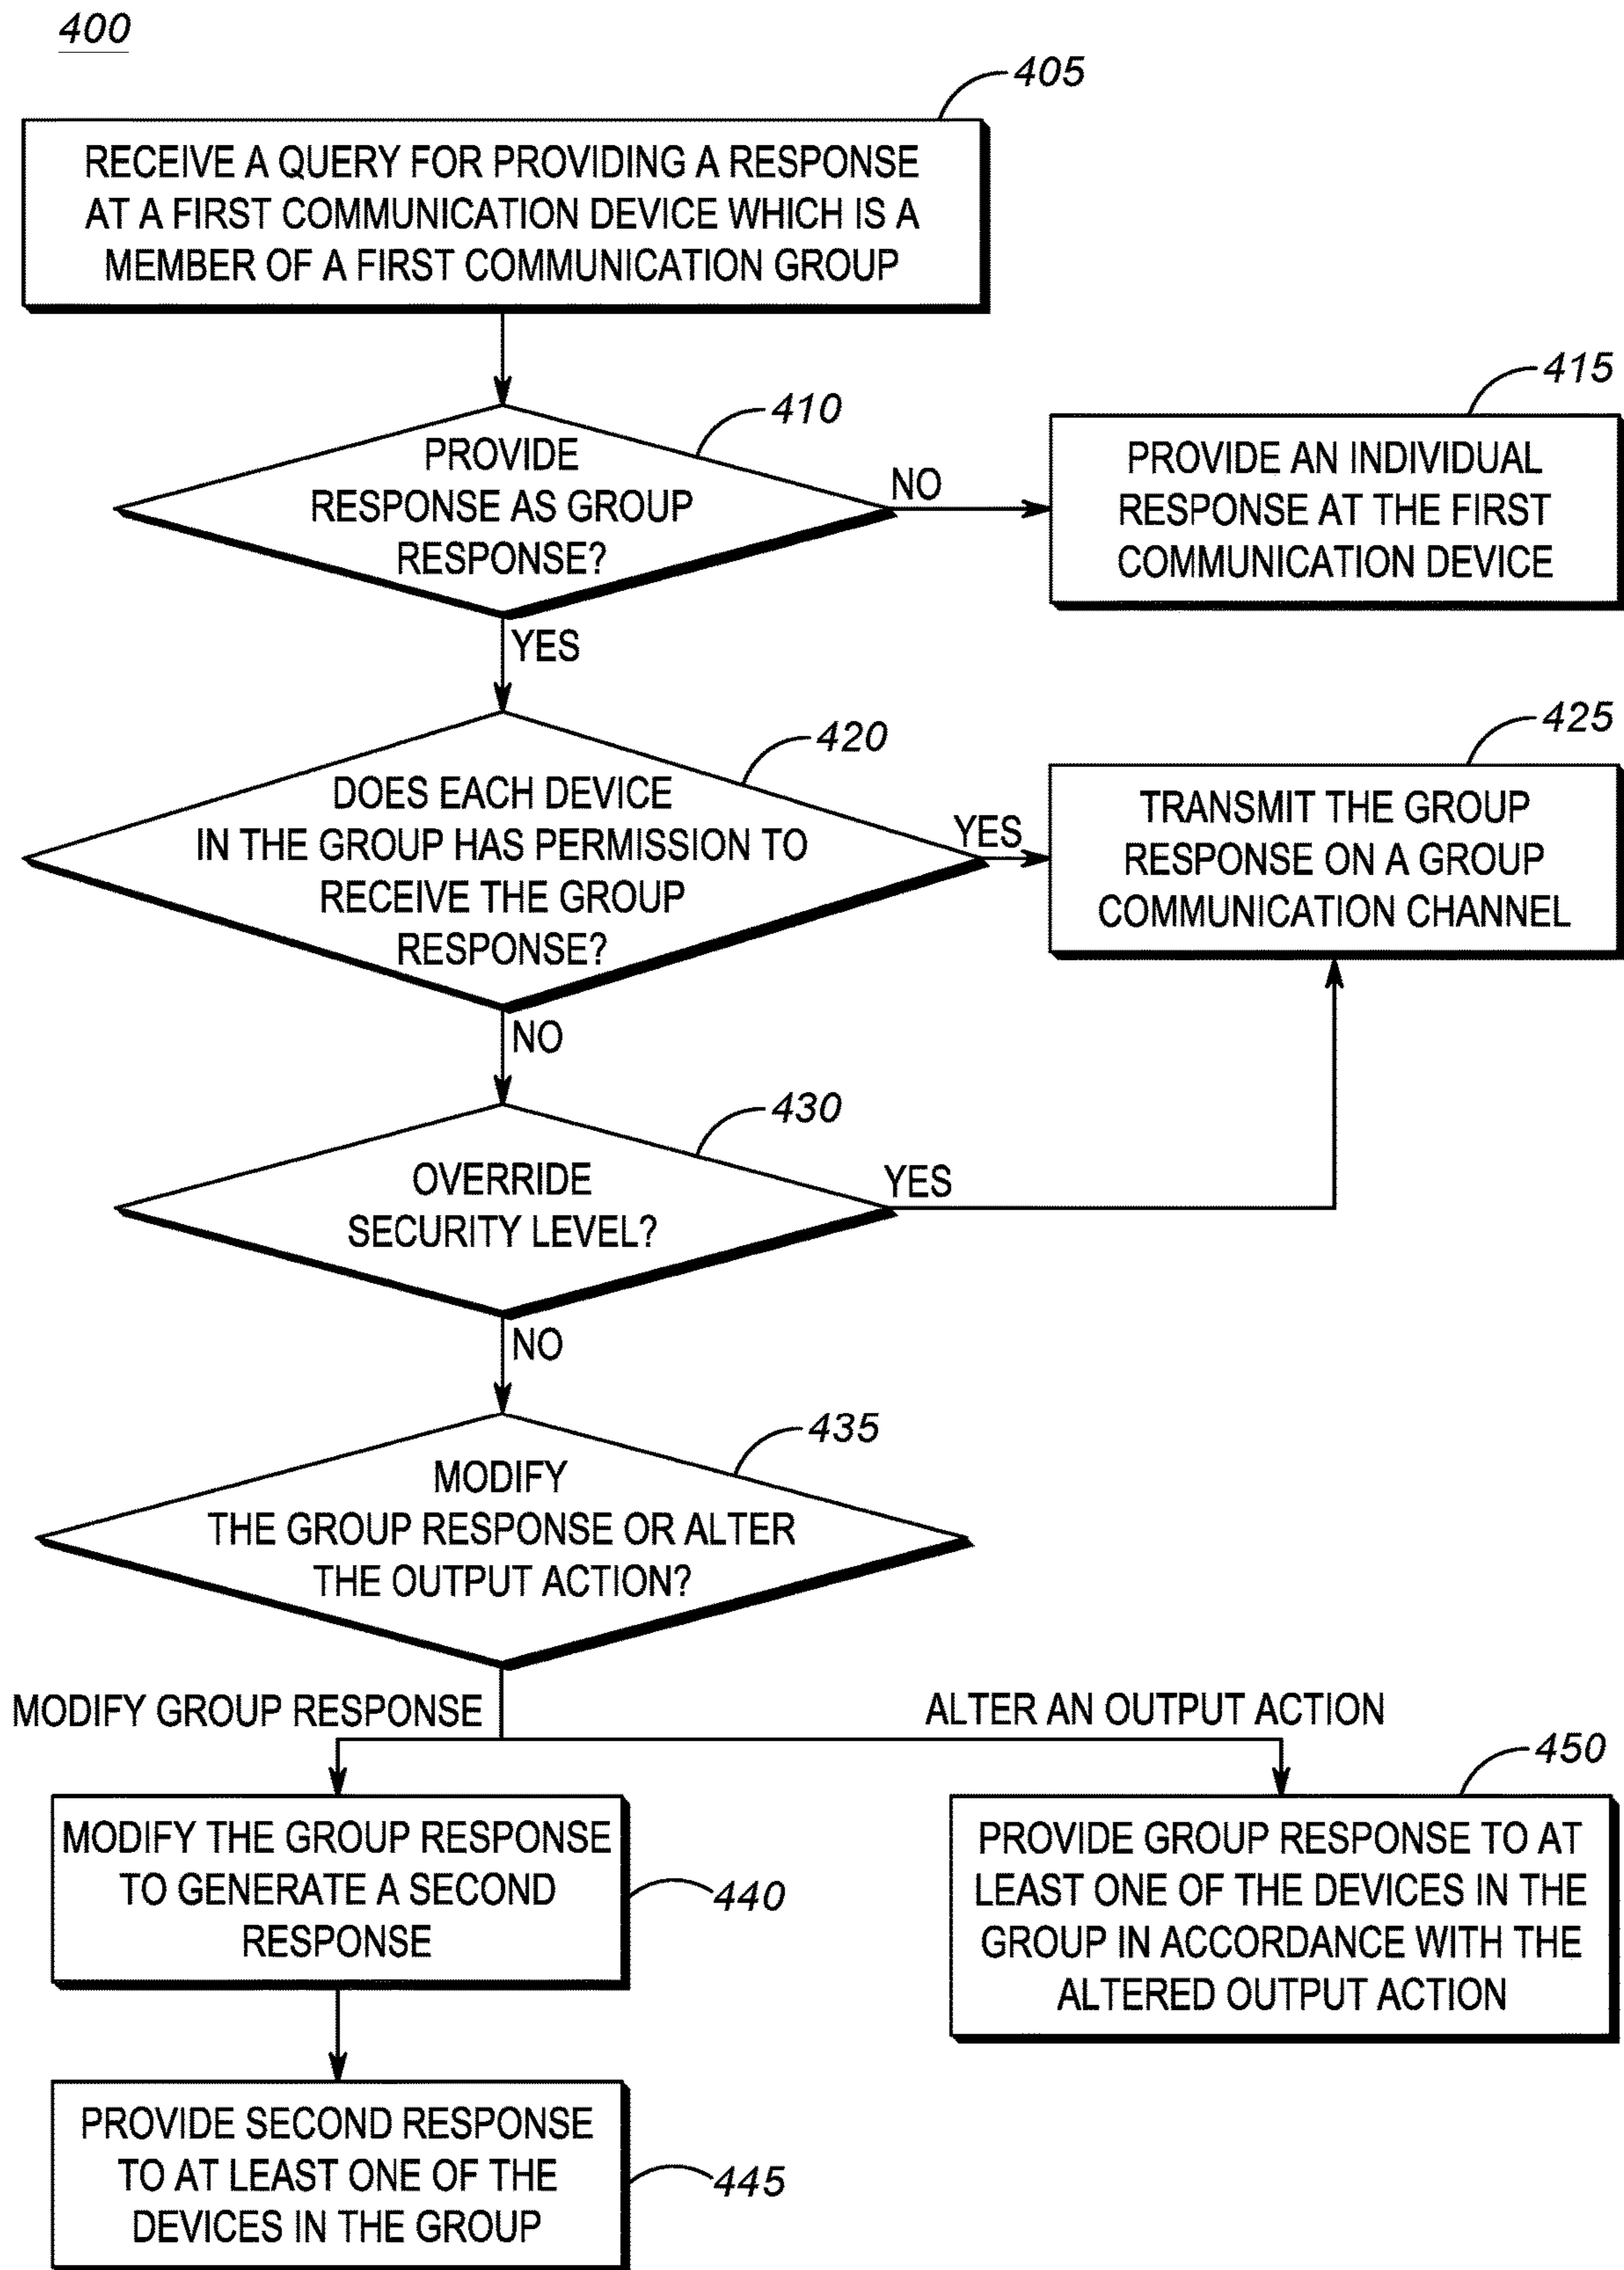 400
405
RECEIVE A QUERY FOR PROVIDING A RESPONSE
AT A FIRST COMMUNICATION DEVICE WHICH IS A
MEMBER OF A FIRST COMMUNICATION GROUP
410
PROVIDE
RESPONSE AS GROUP
RESPONSE?
NO
415
PROVIDE AN INDIVIDUAL
RESPONSE AT THE FIRST
COMMUNICATION DEVICE
YES
420
DOES EACH DEVICE
IN THE GROUP HAS PERMISSION TO
RECEIVE THE GROUP
RESPONSE?
YES
425
TRANSMIT THE GROUP
RESPONSE ON A GROUP
COMMUNICATION CHANNEL
NO
430
OVERRIDE
SECURITY LEVEL?
YES
NO
435
MODIFY
THE GROUP RESPONSE OR ALTER
THE OUTPUT ACTION?
MODIFY GROUP RESPONSE
ALTER AN OUTPUT ACTION
MODIFY THE GROUP RESPONSE
TO GENERATE A SECOND
RESPONSE
440
450
PROVIDE GROUP RESPONSE TO AT
LEAST ONE OF THE DEVICES IN THE
GROUP IN ACCORDANCE WITH THE
ALTERED OUTPUT ACTION
PROVIDE SECOND RESPONSE
TO AT LEAST ONE OF THE
DEVICES IN THE GROUP
445